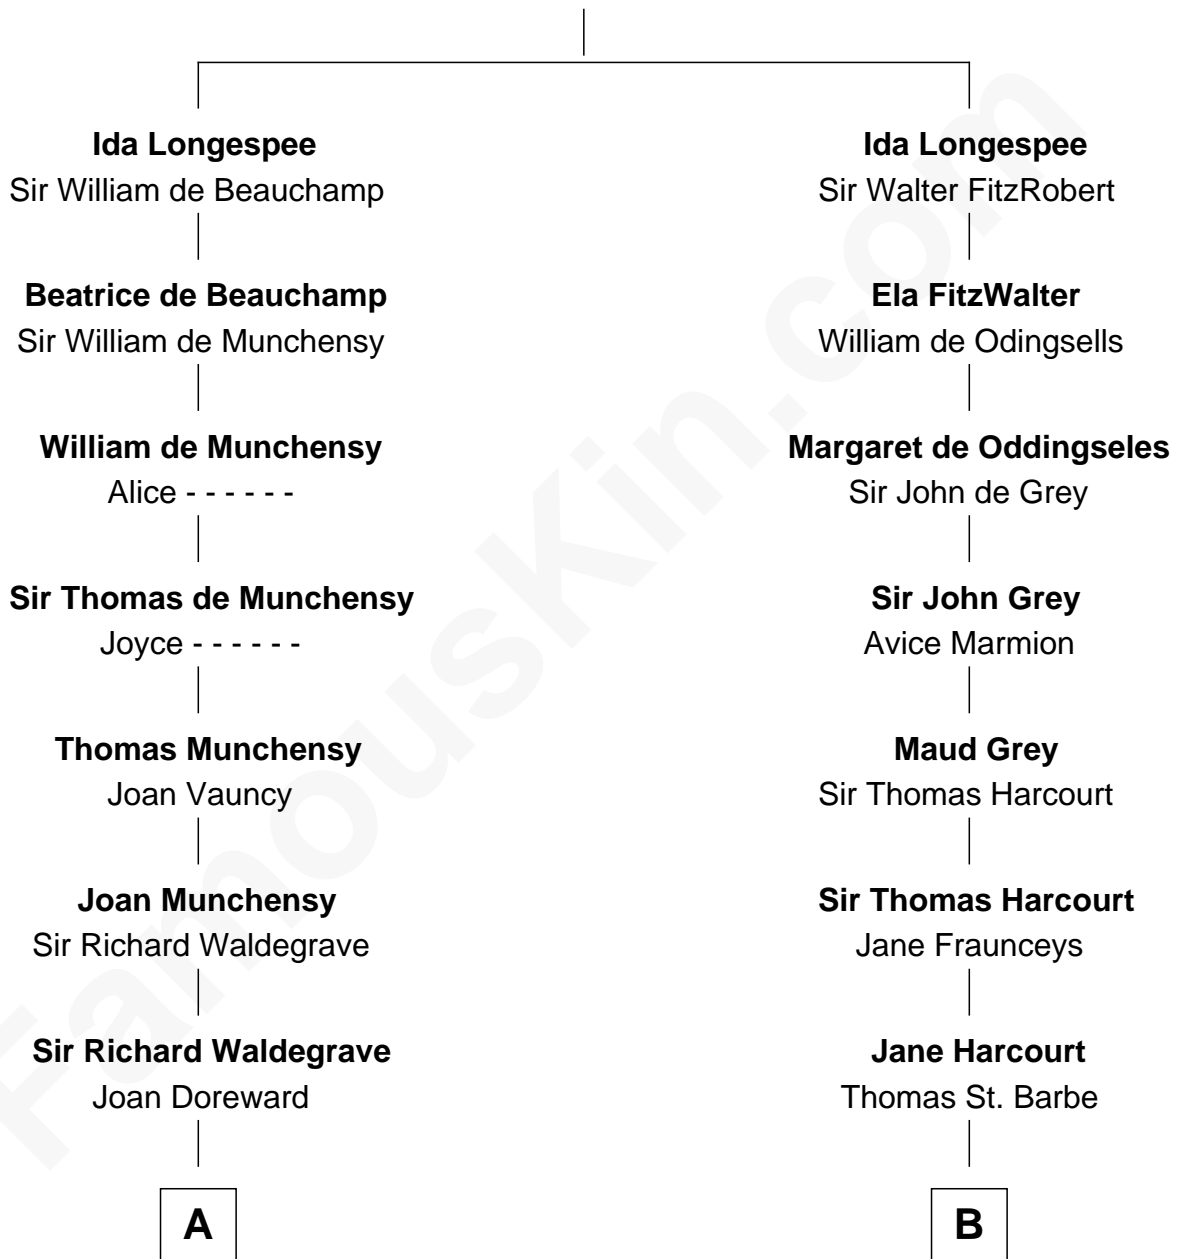 Ida Longespee
Sir William de Beauchamp
Beatrice de Beauchamp
Sir William de Munchensy
William de Munchensy
Alice - - - - - -
Sir Thomas de Munchensy
Joyce - - - - - -
Thomas Munchensy
Joan Vauncy
Joan Munchensy
Sir Richard Waldegrave
Sir Richard Waldegrave
Joan Doreward
A
Ida Longespee
Sir Walter FitzRobert
Ela FitzWalter
William de Odingsells
Margaret de Oddingseles
Sir John de Grey
Sir John Grey
Avice Marmion
Maud Grey
Sir Thomas Harcourt
Sir Thomas Harcourt
Jane Fraunceys
Jane Harcourt
Thomas St. Barbe
B
FamousKin.com